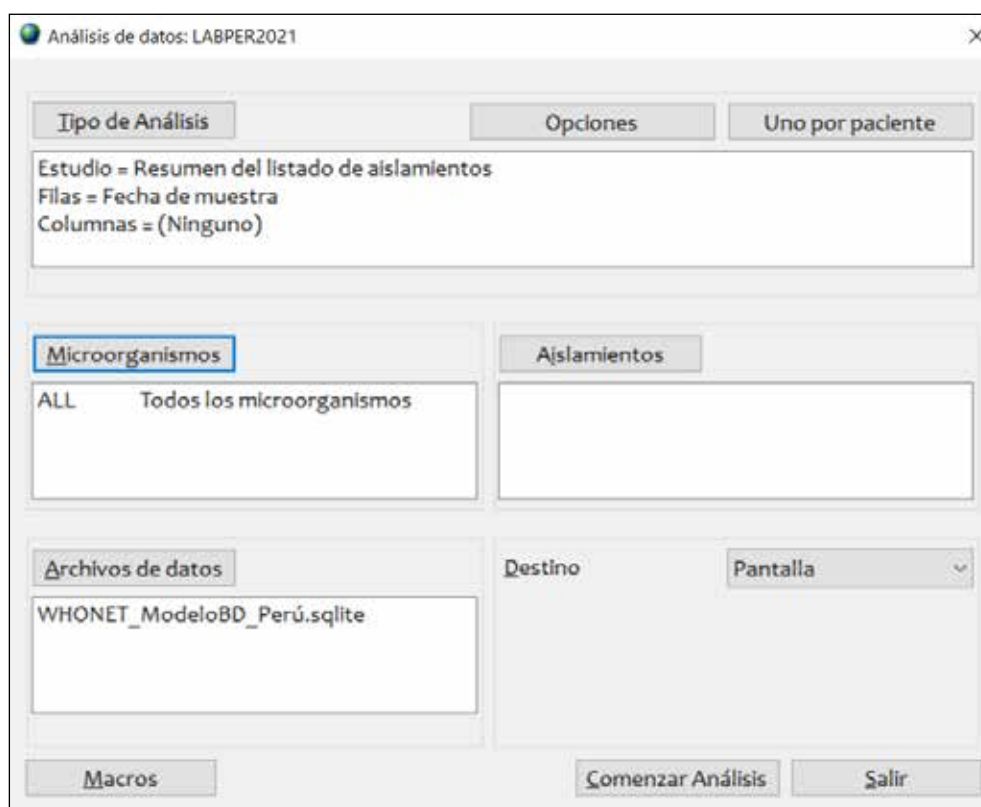 Análisis de datos: LABPER2021
Tipo de Análisis
Opciones
Uno por paciente
Estudio = Resumen del listado de aislamientos
Filas = Fecha de muestra
Columnas = (Ninguno)
Microorganismos
Aislamientos
ALL Todos los microorganismos
Archivos de datos
Destino
Pantalla
WHONET_ModeloBD_Perú.sqlite
Macros
Comenzar Análisis
Salir